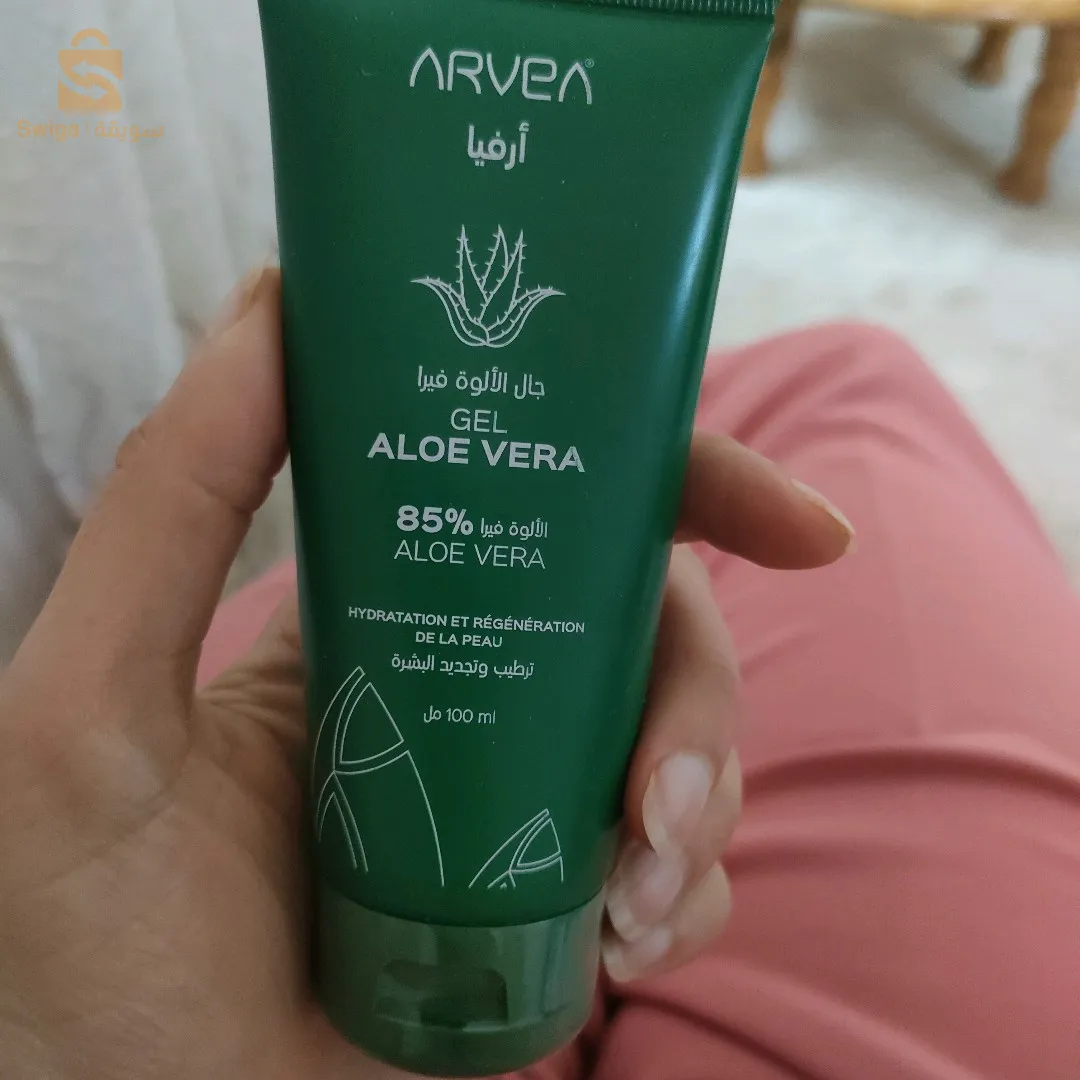 Swiga سويقة
ARVEA®
أرفيا
جال الألوة فيرا
GEL
ALOE VERA
85% الألوة فيرا
ALOE VERA
HYDRATATION ET RÉGÉNÉRATION
DE LA PEAU
ترطيب وتجديد البشرة
100 ml مل